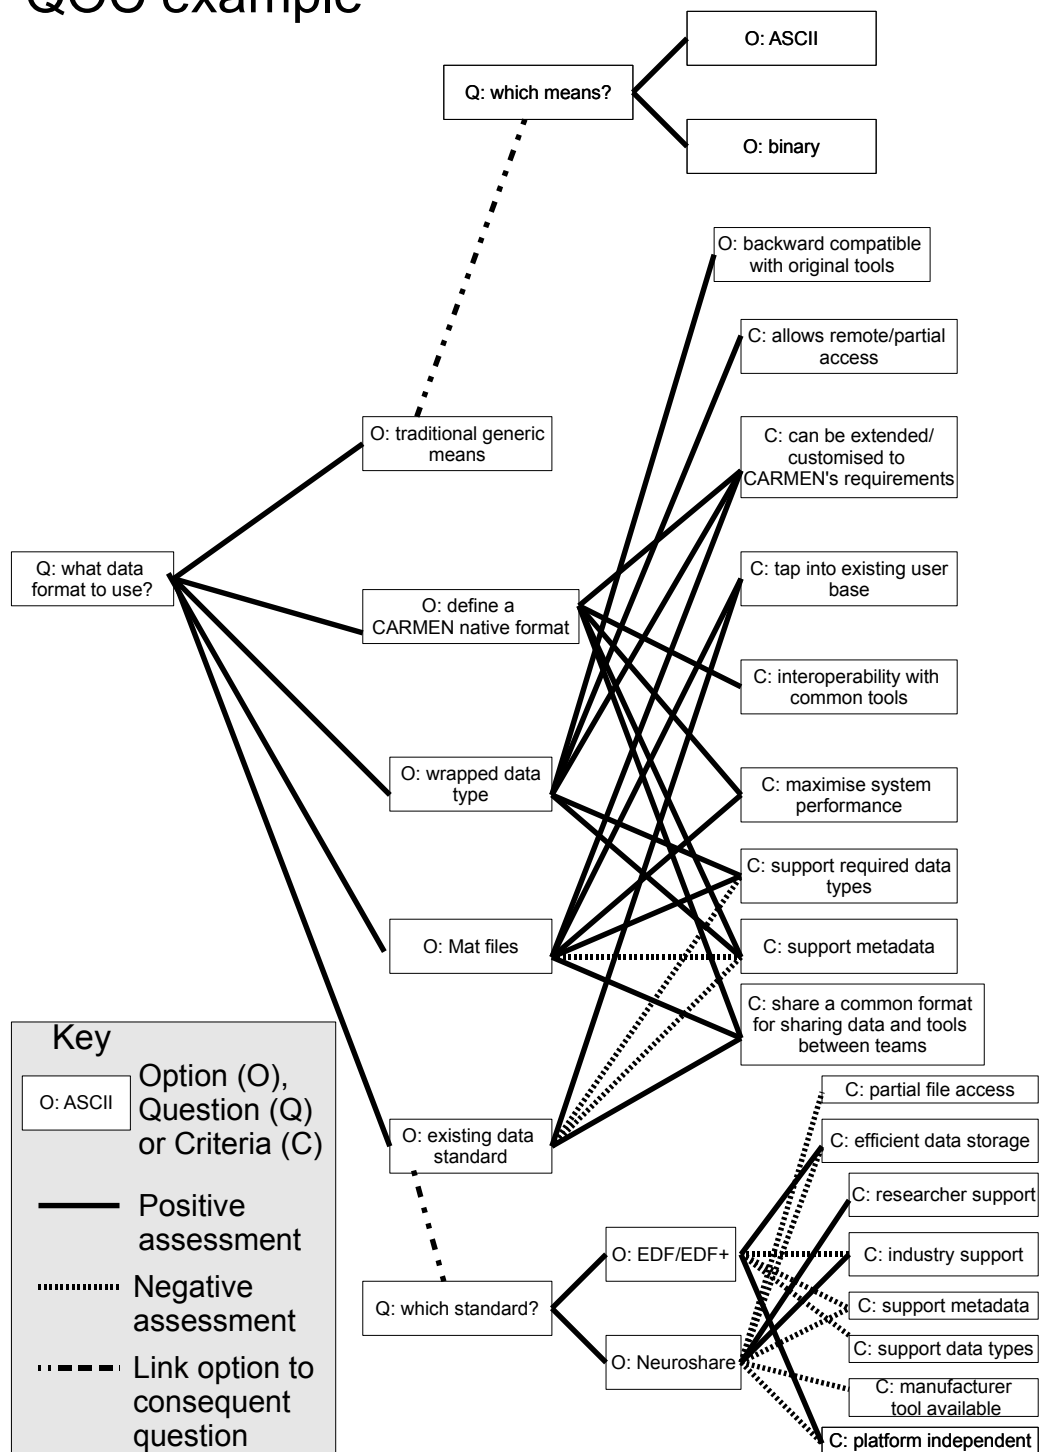 QOC example
O: ASCII
Q: which means?
O: binary
O: backward compatible
with original tools
C: allows remote/partial
access
O: traditional generic
means
C: can be extended/
customised to
CARMEN's requirements
Q: what data
format to use?
C: tap into existing user
base
O: define a
CARMEN native format
C: interoperability with
common tools
O: wrapped data
type
C: maximise system
performance
C: support required data
types
O: Mat files
C: support metadata
C: share a common format
for sharing data and tools
between teams
Key
O: ASCII
Option (O),
Question (Q)
or Criteria (C)
Positive
assessment
Negative
assessment
Link option to
consequent
question
O: existing data
standard
C: partial file access
C: efficient data storage
C: researcher support
O: EDF/EDF+
C: industry support
Q: which standard?
C: support metadata
C: support data types
O: Neuroshare
C: manufacturer
tool available
C: platform independent